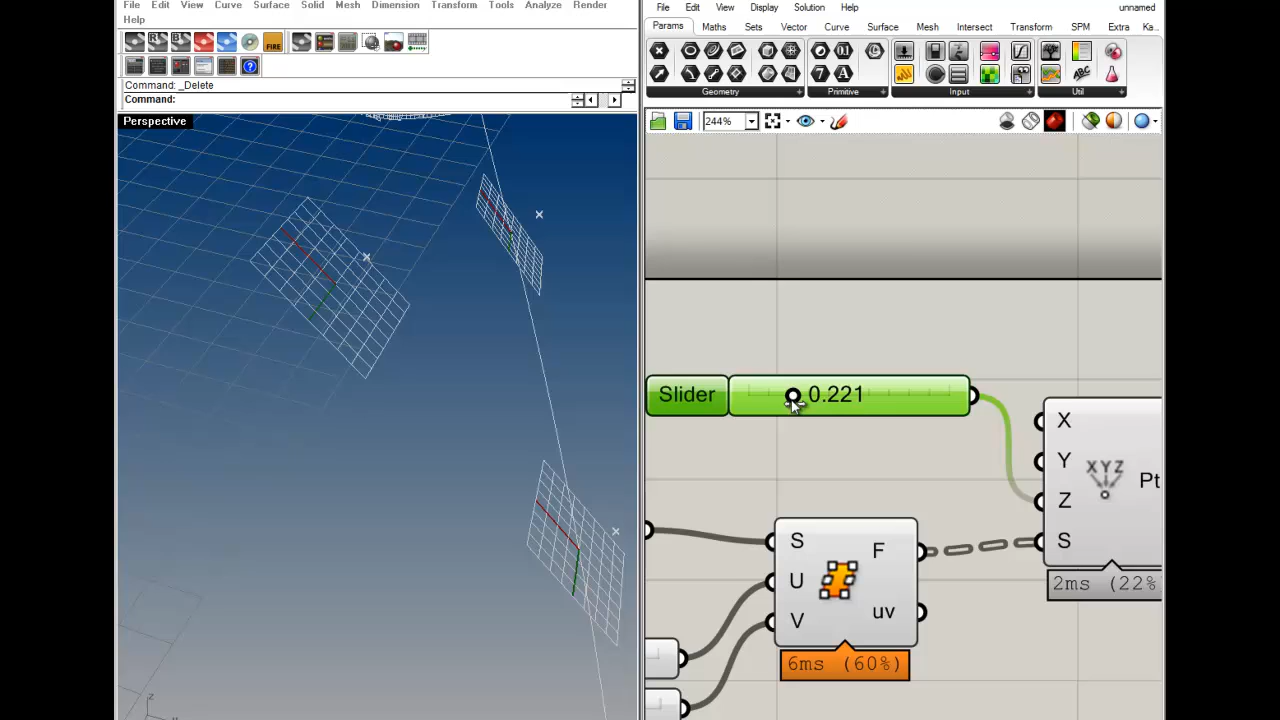 File Edit View Curve Surface Solid Mesh Dimension Transform Tools Analyze Render
Help
FIRE
Command: _Delete
Command:
Perspective
z
File Edit View Display Solution Help
unnamed
Params Maths Sets Vector Curve Surface Mesh Intersect Transform SPM Extra Ka..
Geometry Primitive Input Util
244%
Slider 0.221
X
Y
Z
S
XYZ
Pt
2ms (22%
S
U
V
F
uv
6ms (60%)